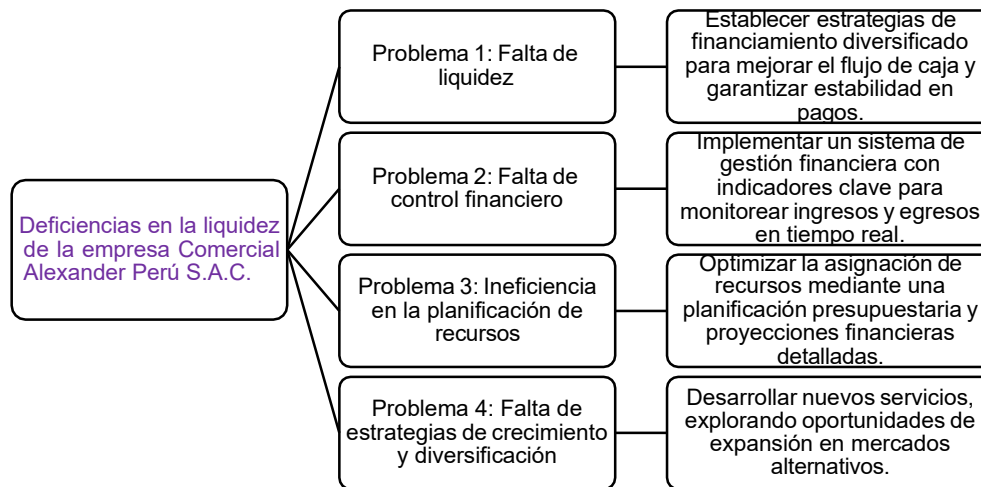 Deficiencias en la liquidez
de la empresa Comercial
Alexander Perú S.A.C.
Problema 1: Falta de
liquidez
Establecer estrategias de
financiamiento diversificado
para mejorar el flujo de caja y
garantizar estabilidad en
pagos.
Problema 2: Falta de
control financiero
Implementar un sistema de
gestión financiera con
indicadores clave para
monitorear ingresos y egresos
en tiempo real.
Problema 3: Ineficiencia
en la planificación de
recursos
Optimizar la asignación de
recursos mediante una
planificación presupuestaria y
proyecciones financieras
detalladas.
Problema 4: Falta de
estrategias de crecimiento
y diversificación
Desarrollar nuevos servicios,
explorando oportunidades de
expansión en mercados
alternativos.